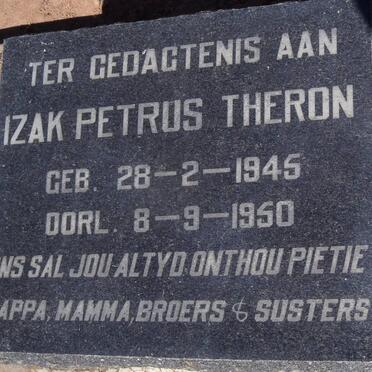 TER GEDAGTENIS AAN
IZAK PETRUS THERON
GEB. 28-2-1945
OORL. 8-9-1950
NS SAL JOU ALTYD ONTHOU PIETIE
APPA, MAMMA, BROERS & SUSTERS